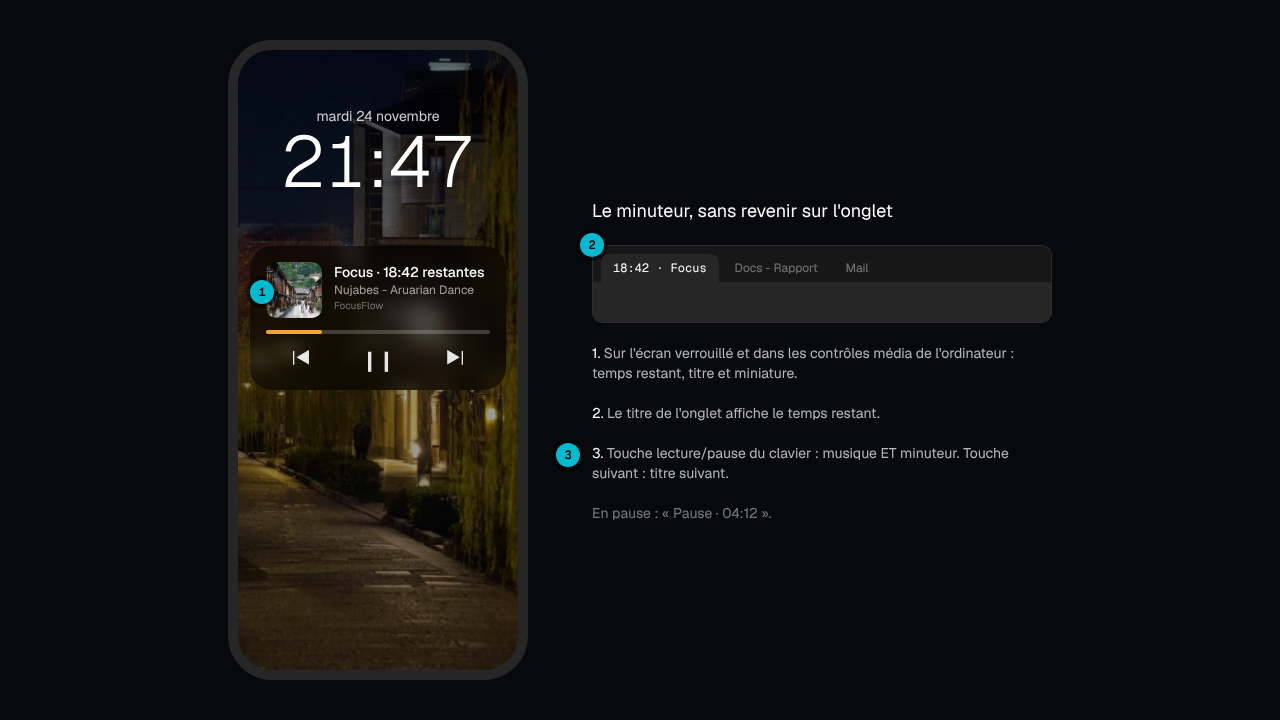 mardi 24 novembre
21:47
1
Focus · 18:42 restantes
Nujabes - Aruarian Dance
FocusFlow
Le minuteur, sans revenir sur l'onglet
2
18:42 · Focus
Docs - Rapport
Mail
1. Sur l'écran verrouillé et dans les contrôles média de l'ordinateur :
temps restant, titre et miniature.
2. Le titre de l'onglet affiche le temps restant.
3
3. Touche lecture/pause du clavier : musique ET minuteur. Touche
suivant : titre suivant.
En pause : « Pause · 04:12 ».